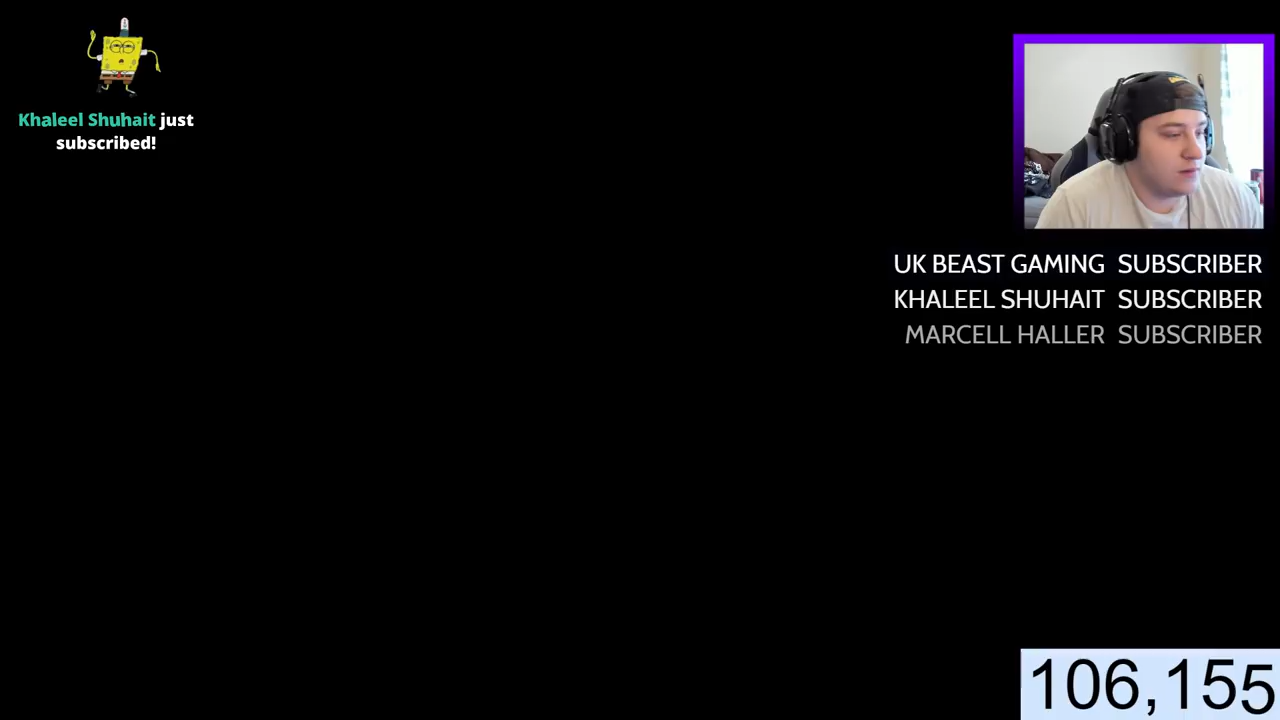 Khaleel Shuhait just
subscribed!
UK BEAST GAMING SUBSCRIBER
KHALEEL SHUHAIT SUBSCRIBER
MARCELL HALLER SUBSCRIBER
106,155